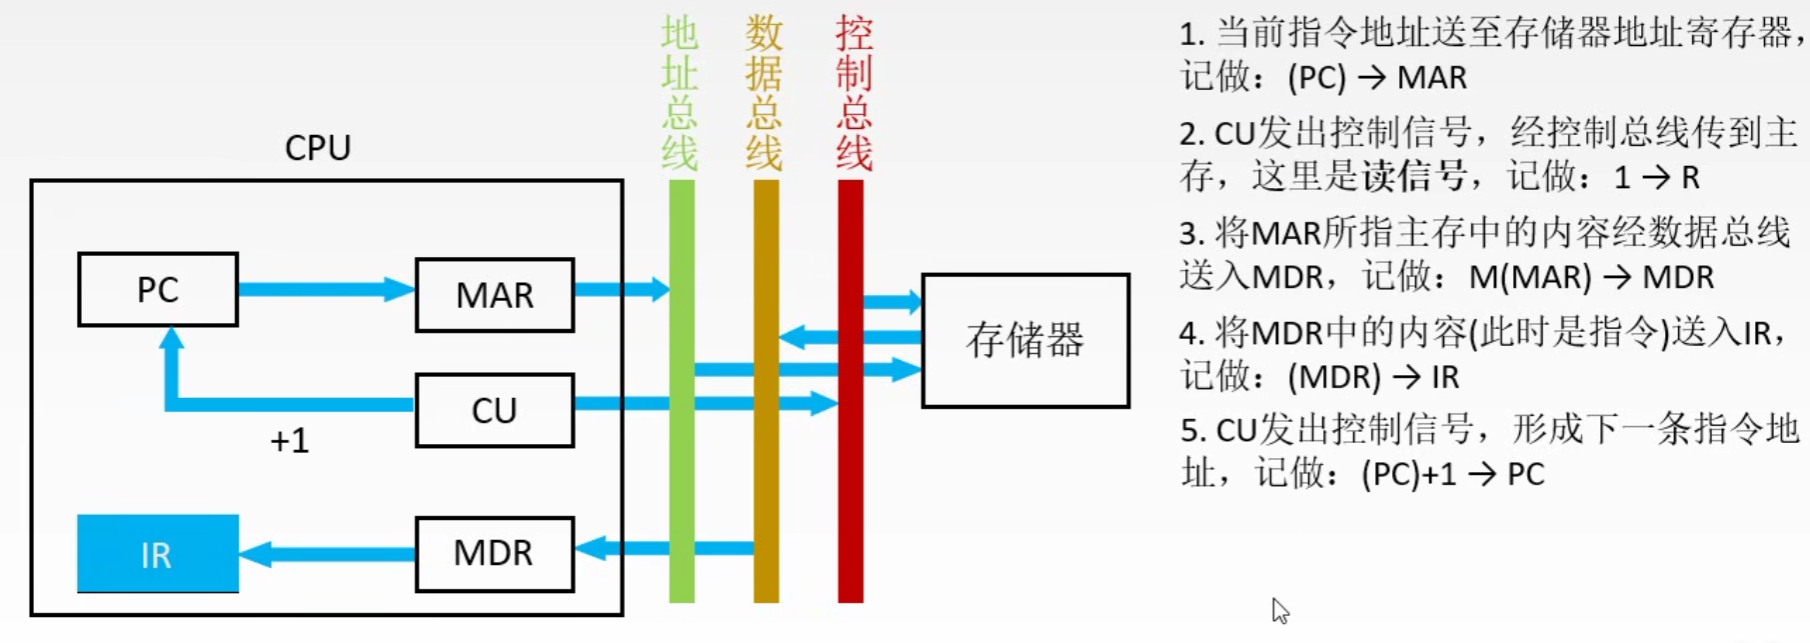 地址总线
数据总线
控制总线
CPU
PC
MAR
CU
+1
IR
MDR
存储器
1. 当前指令地址送至存储器地址寄存器，
记做：(PC) → MAR
2. CU发出控制信号，经控制总线传到主
存，这里是读信号，记做：1 → R
3. 将MAR所指主存中的内容经数据总线
送入MDR，记做：M(MAR) → MDR
4. 将MDR中的内容(此时是指令)送入IR，
记做：(MDR) → IR
5. CU发出控制信号，形成下一条指令地
址，记做：(PC)+1 → PC